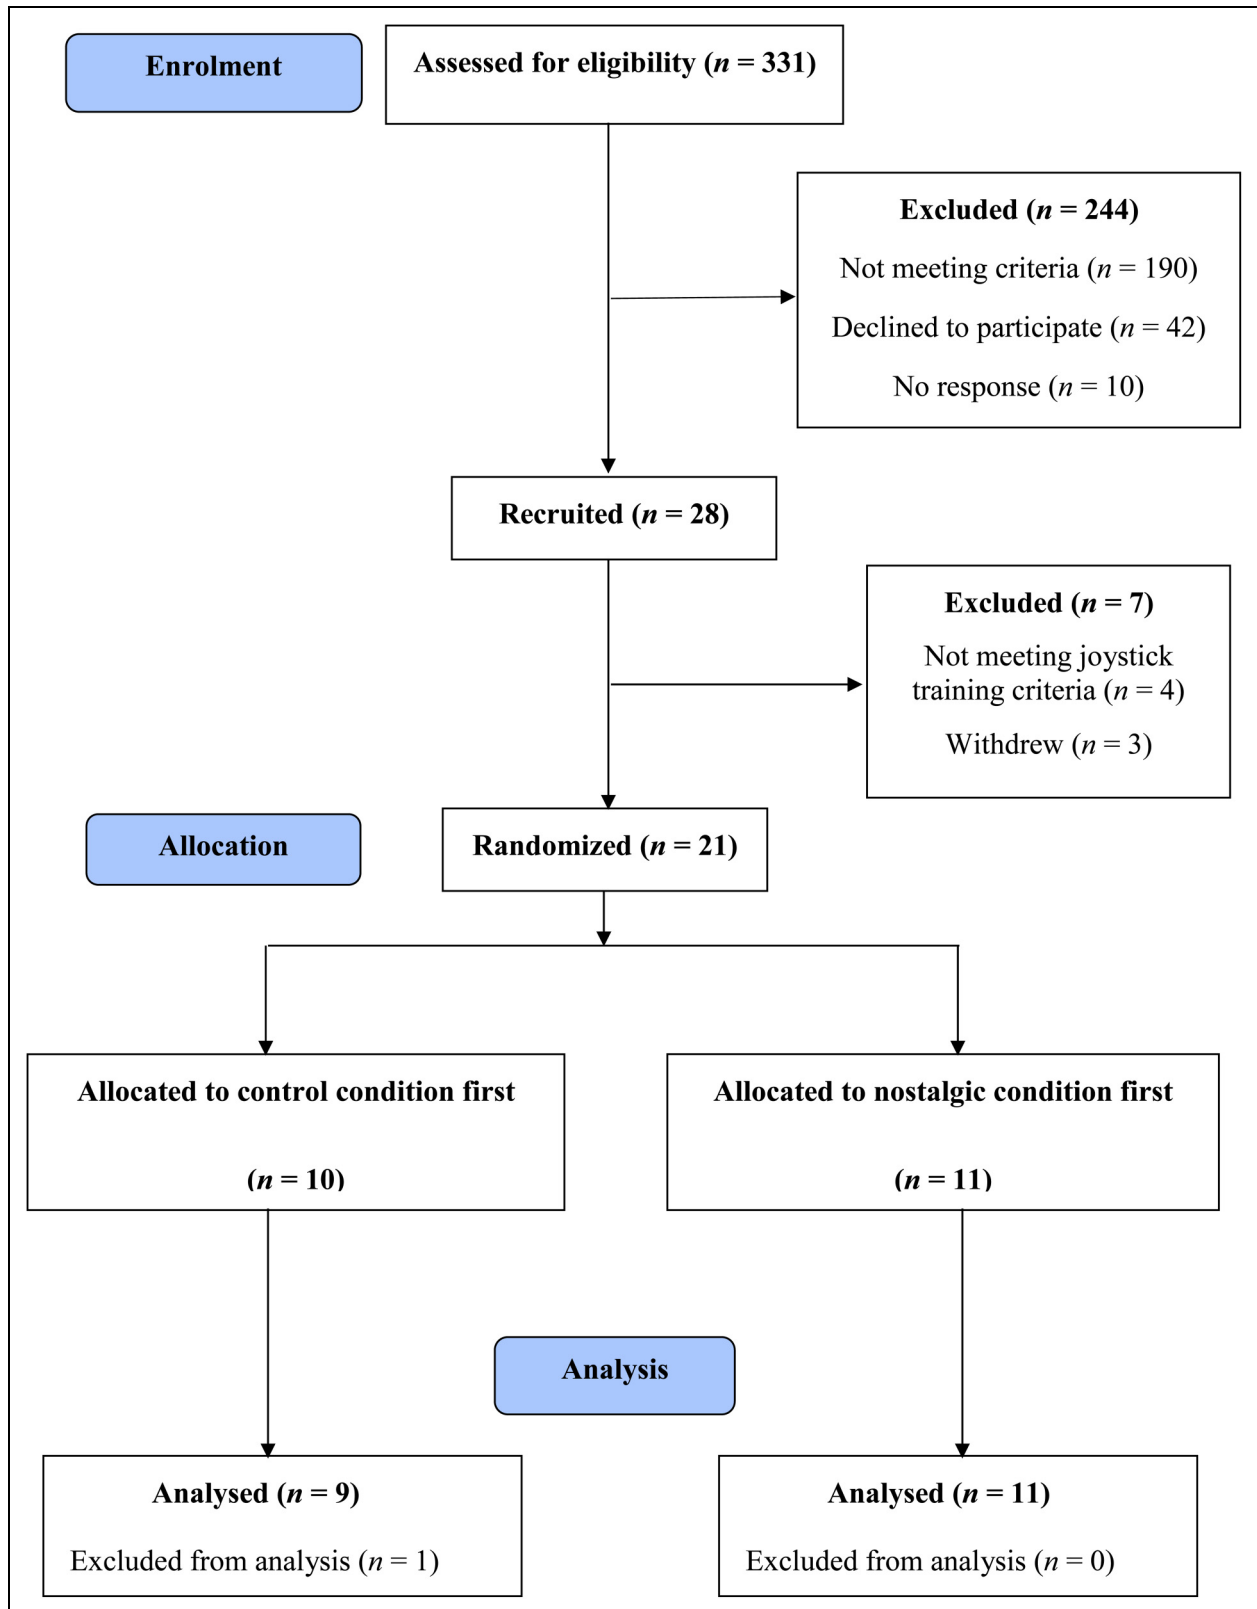 Enrolment
Assessed for eligibility (n = 331)
Excluded (n = 244)
Not meeting criteria (n = 190)
Declined to participate (n = 42)
No response (n = 10)
Recruited (n = 28)
Excluded (n = 7)
Not meeting joystick
training criteria (n = 4)
Withdrew (n = 3)
Allocation
Randomized (n = 21)
Allocated to control condition first
(n = 10)
Allocated to nostalgic condition first
(n = 11)
Analysis
Analysed (n = 9)
Excluded from analysis (n = 1)
Analysed (n = 11)
Excluded from analysis (n = 0)